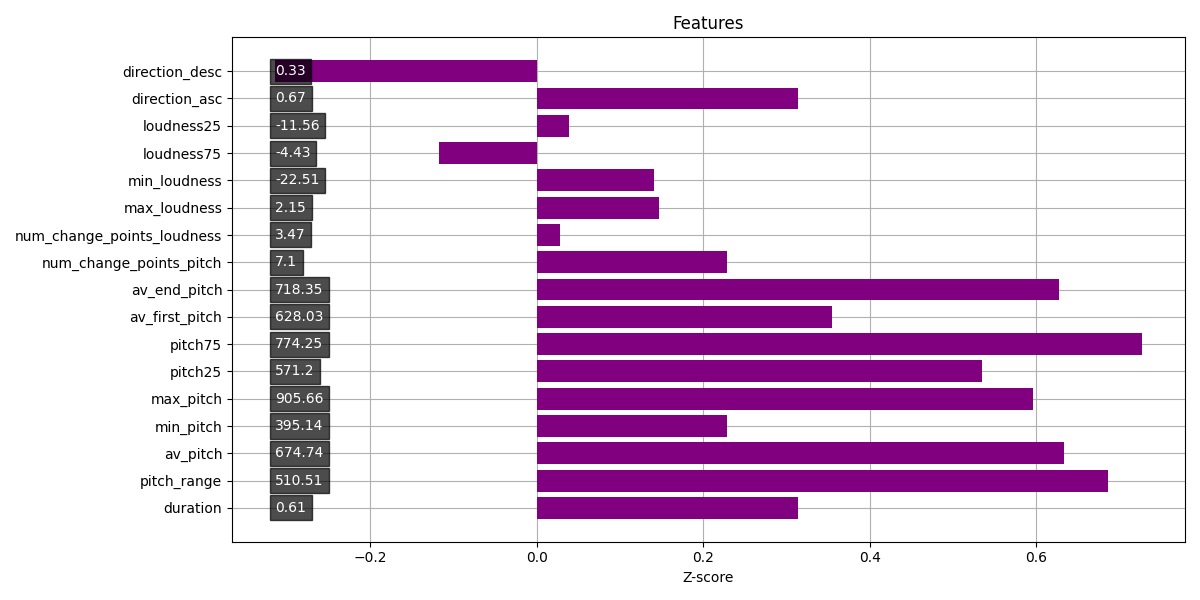 Features
direction_desc 0.33
direction_asc 0.67
loudness25 -11.56
loudness75 -4.43
min_loudness -22.51
max_loudness 2.15
num_change_points_loudness 3.47
num_change_points_pitch 7.1
av_end_pitch 718.35
av_first_pitch 628.03
pitch75 774.25
pitch25 571.2
max_pitch 905.66
min_pitch 395.14
av_pitch 674.74
pitch_range 510.51
duration 0.61
−0.2 0.0 0.2 0.4 0.6
Z-score